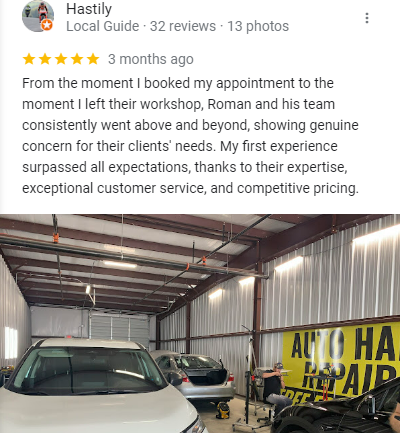 Hastily
Local Guide · 32 reviews · 13 photos
3 months ago
From the moment I booked my appointment to the
moment I left their workshop, Roman and his team
consistently went above and beyond, showing genuine
concern for their clients' needs. My first experience
surpassed all expectations, thanks to their expertise,
exceptional customer service, and competitive pricing.
AUTO HA
REPAIR